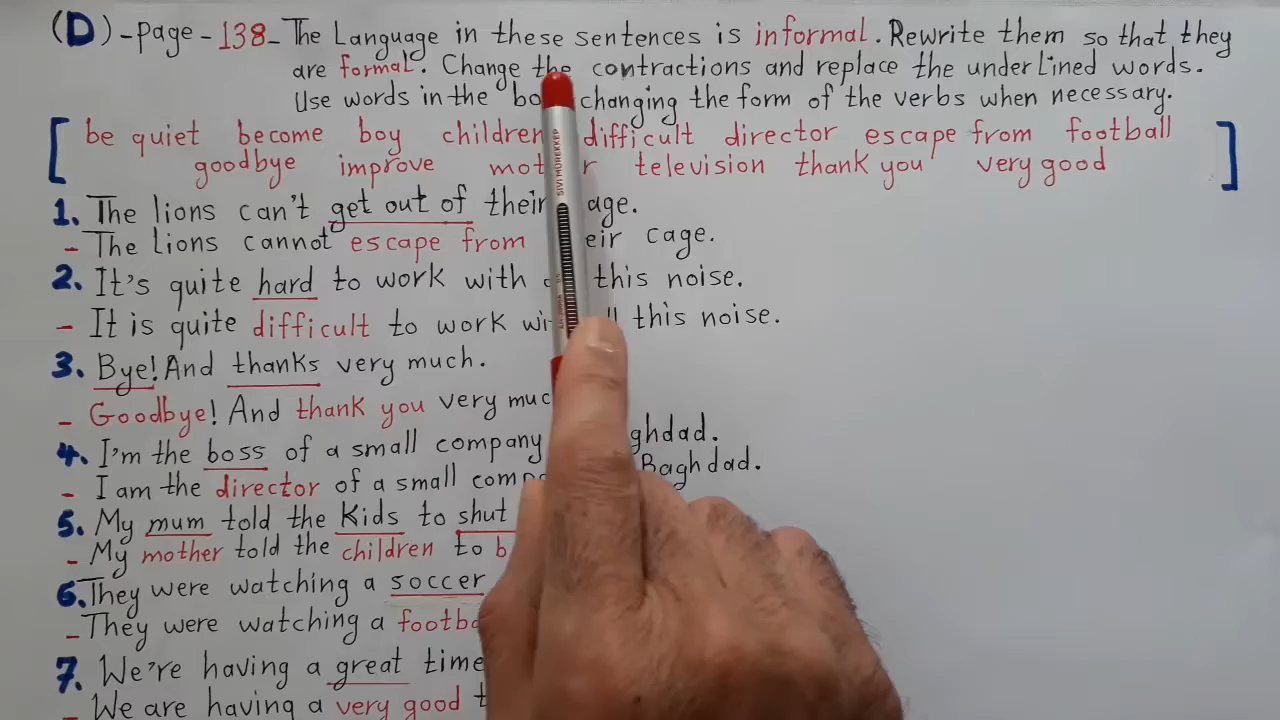 (D)-page-138- The Language in these sentences is informal. Rewrite them so that they
are formal. Change the contractions and replace the underlined words.
Use words in the changing the form of the verbs when necessary.
[ be quiet become boy children difficult director escape from football ]
goodbye improve television thank you very good
1. The lions can't get out of their
- The Lions cannot escape from cage.
2. It's quite hard to work with this noise.
- It is quite difficult to work this noise.
3. Bye! And thanks very much.
- Goodbye! And thank you very
4. I'm the boss of a small company
- I am the director of a small Baghdad.
5. My mum told the Kids to shut
- My mother told the children to
6. They were watching a soccer
- They were watching a
7. We're having a great time
- We are having a very good